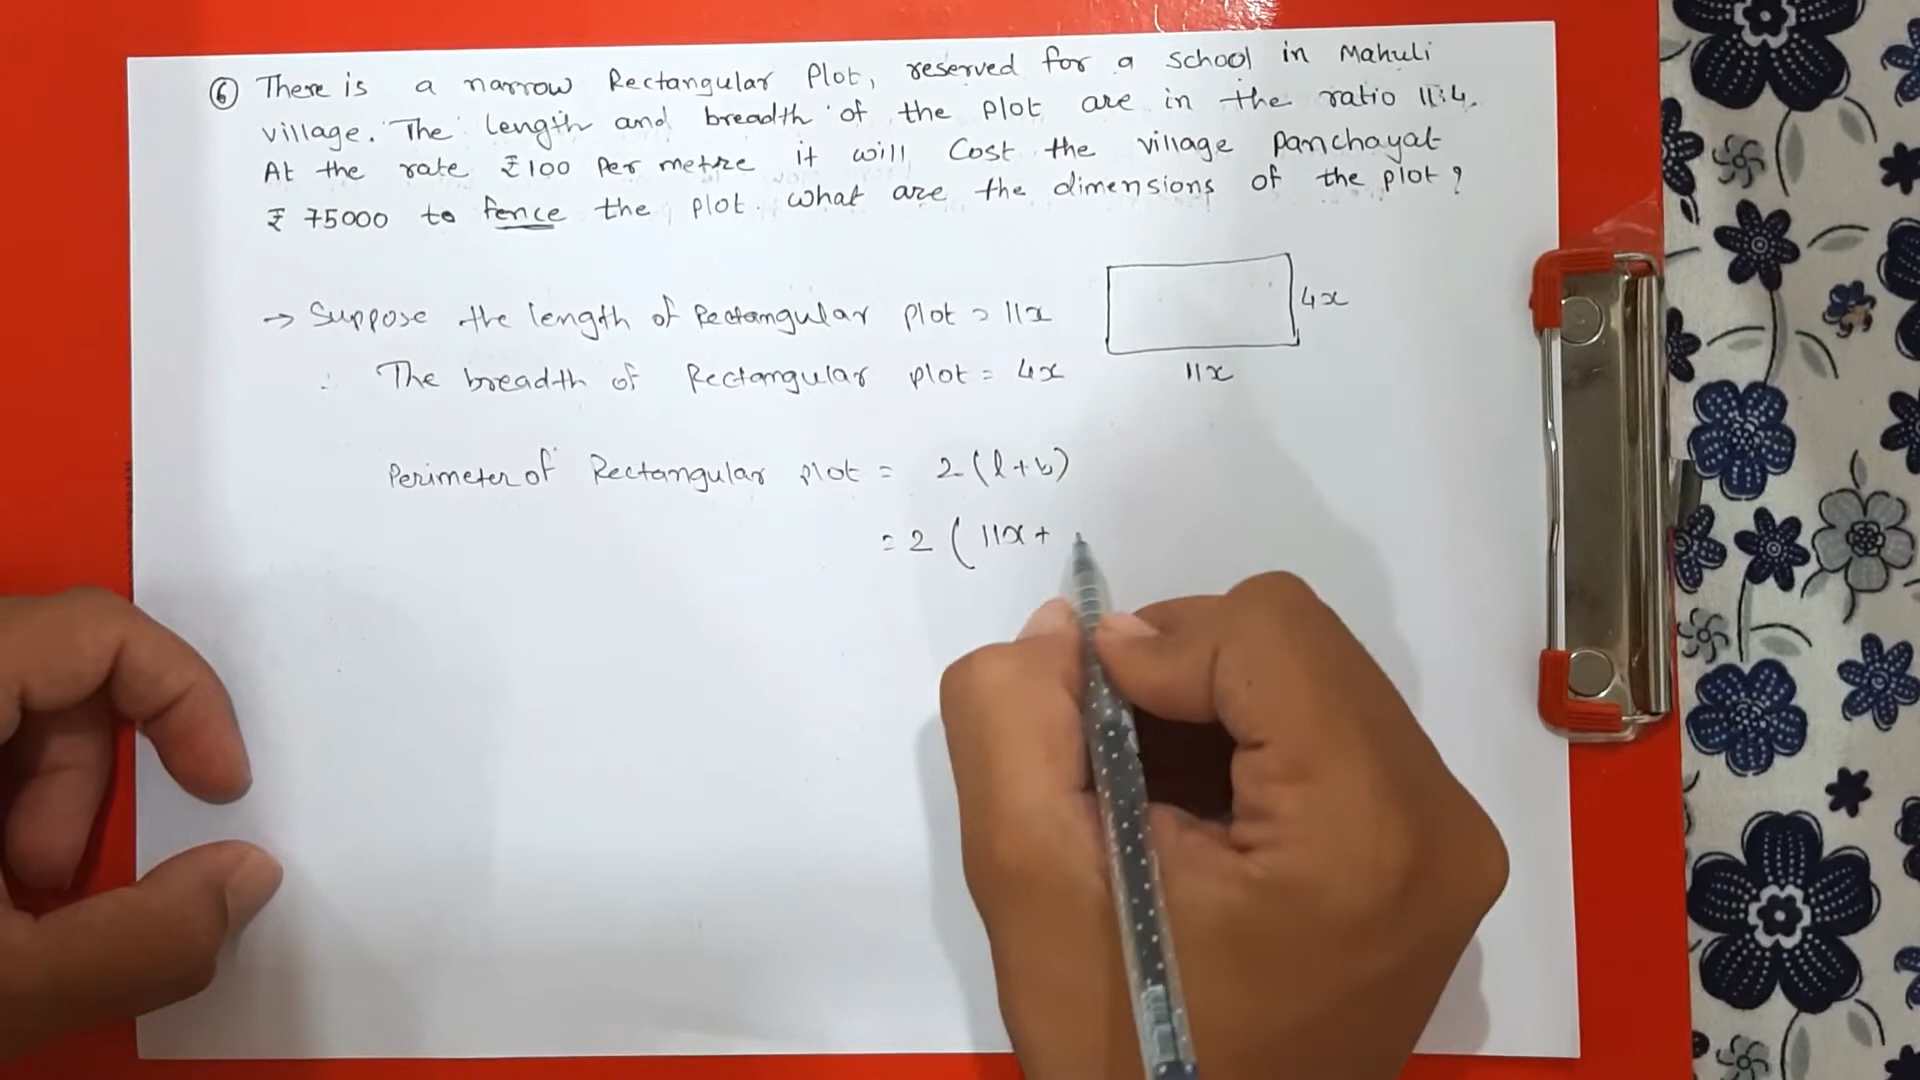 ⑥ There is a narrow Rectangular Plot, reserved for a school in Mahuli
village. The length and breadth of the plot are in the ratio 11:4.
At the rate ₹100 per metre it will cost the village panchayat
₹ 75000 to fence the plot. what are the dimensions of the plot?
→ Suppose the length of Rectangular plot = 11x
∴ The breadth of Rectangular plot = 4x
4x
11x
Perimeter of Rectangular plot = 2(l+b)
= 2 ( 11x +